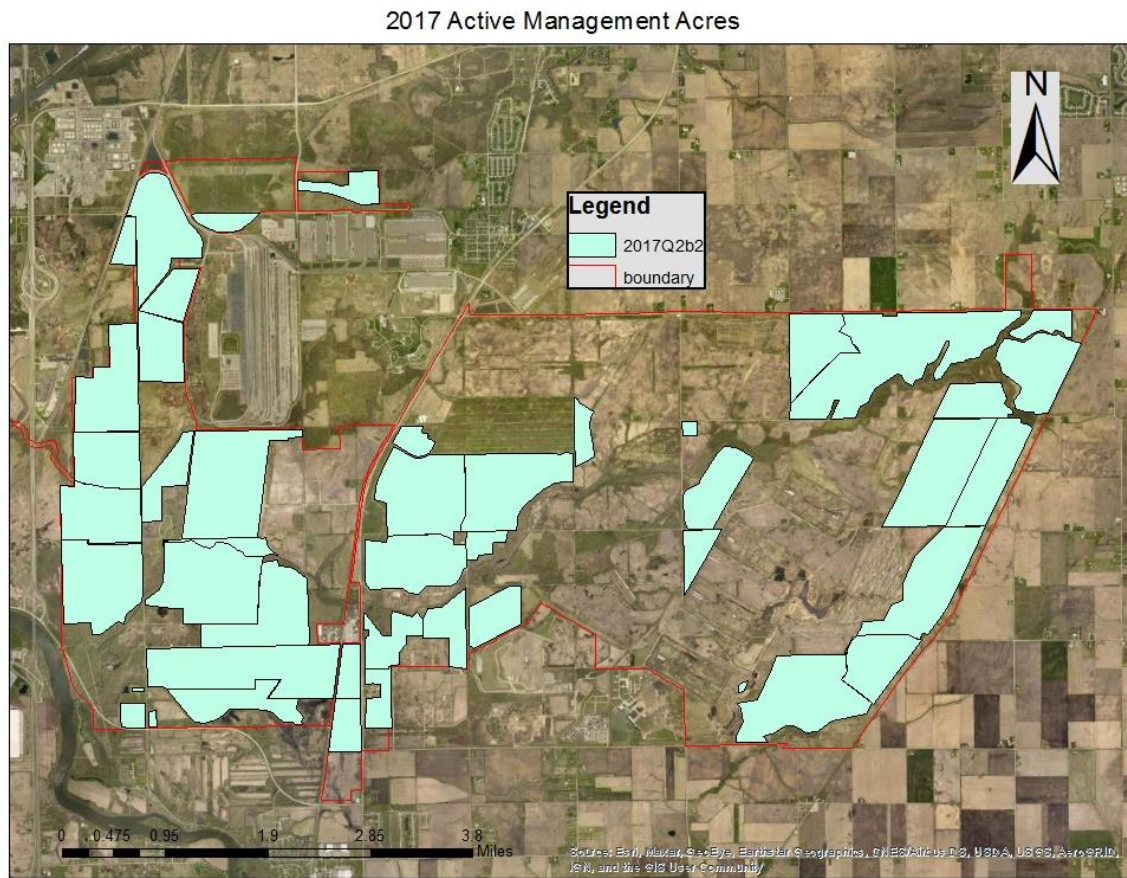 2017 Active Management Acres
N
Legend
2017Q2b2
boundary
0 0.475 0.95 1.9 2.85 3.8
Miles
Source: Esri, Maxar, GeoEye, Earthstar Geographics, CNES/Airbus DS, USDA, USGS, AeroGRID,
IGN, and the GIS User Community